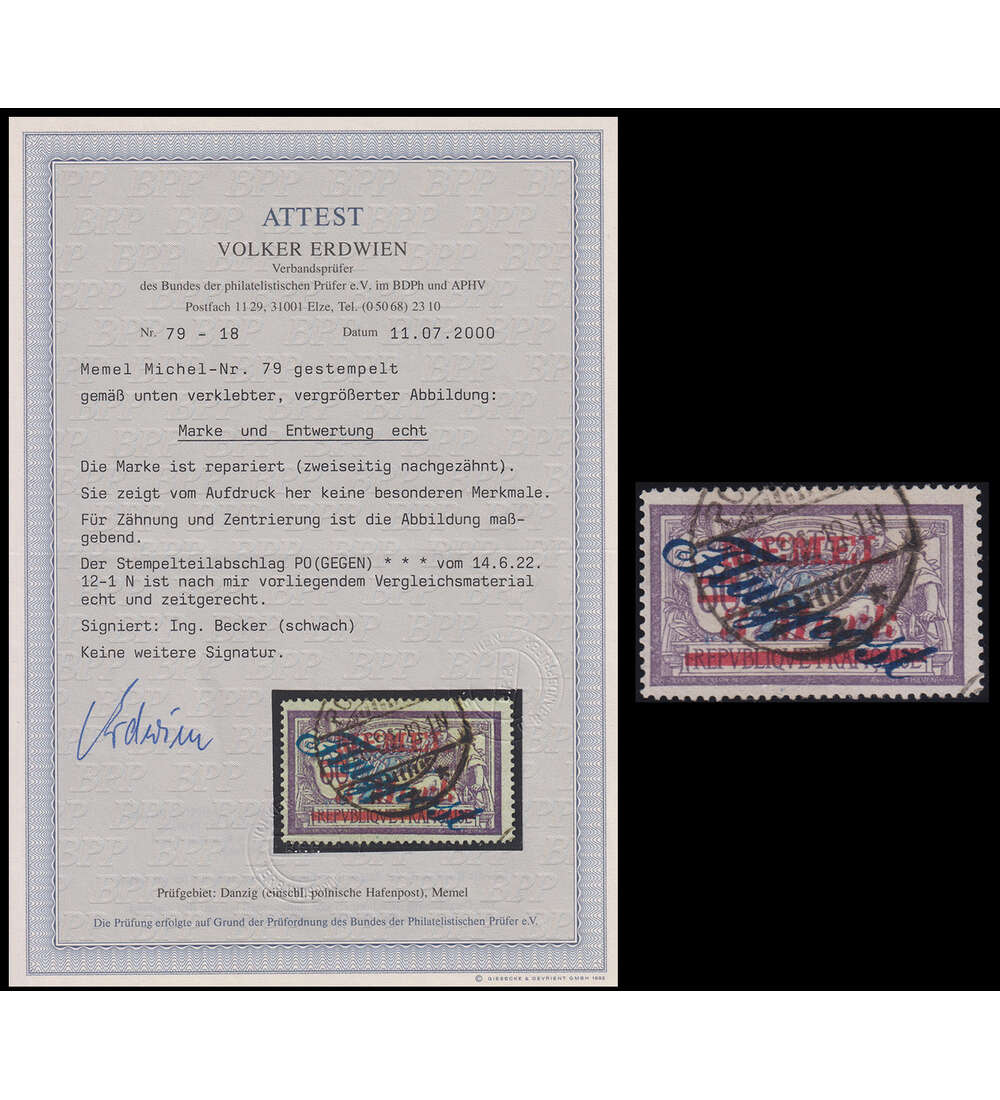 ATTEST
VOLKER ERDWIEN
Verbandsprüfer
des Bundes der philatelistischen Prüfer e.V. im BDPh und APHV
Postfach 11 29, 31001 Elze, Tel. (0 50 68) 23 10
Nr. 79 - 18 Datum 11.07.2000
Memel Michel-Nr. 79 gestempelt
gemäß unten verklebter, vergrößerter Abbildung:
Marke und Entwertung echt
Die Marke ist repariert (zweiseitig nachgezähnt).
Sie zeigt vom Aufdruck her keine besonderen Merkmale.
Für Zähnung und Zentrierung ist die Abbildung maß-
gebend.
Der Stempelteilabschlag PO(GEGEN) * * * vom 14.6.22.
12-1 N ist nach mir vorliegendem Vergleichsmaterial
echt und zeitgerecht.
Signiert: Ing. Becker (schwach)
Keine weitere Signatur.
Erdwien
MEMEL
Flugpost
REPVBLIQVE FRANÇAISE
Prüfgebiet: Danzig (einschl. polnische Hafenpost), Memel
Die Prüfung erfolgte auf Grund der Prüfordnung des Bundes der Philatelistischen Prüfer e.V.
© GIESECKE & DEVRIENT GMBH
MEMEL
Flugpost
REPVBLIQVE FRANÇAISE